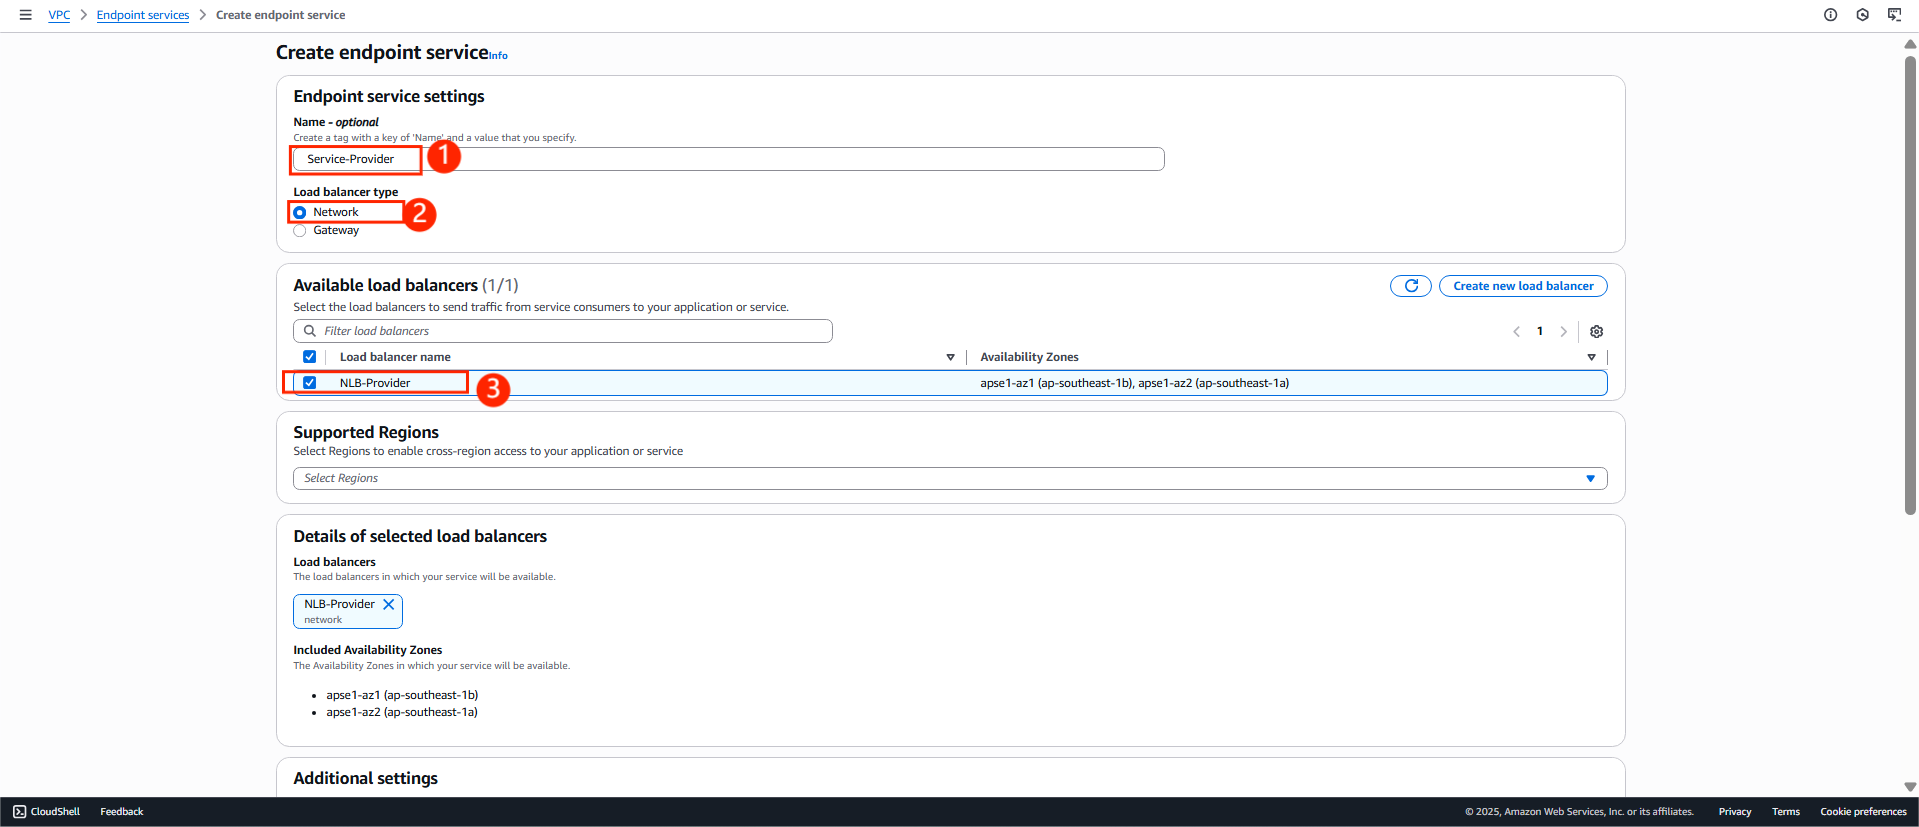 VPC > Endpoint services > Create endpoint service
Create endpoint service Info
Endpoint service settings
Name - optional
Create a tag with a key of 'Name' and a value that you specify.
Service-Provider
1
Load balancer type
Network
2
Gateway
Available load balancers (1/1)
Create new load balancer
Select the load balancers to send traffic from service consumers to your application or service.
Filter load balancers
1
Load balancer name Availability Zones
NLB-Provider apse1-az1 (ap-southeast-1b), apse1-az2 (ap-southeast-1a)
3
Supported Regions
Select Regions to enable cross-region access to your application or service
Select Regions
Details of selected load balancers
Load balancers
The load balancers in which your service will be available.
NLB-Provider
network
Included Availability Zones
The Availability Zones in which your service will be available.
• apse1-az1 (ap-southeast-1b)
• apse1-az2 (ap-southeast-1a)
Additional settings
CloudShell Feedback © 2025, Amazon Web Services, Inc. or its affiliates. Privacy Terms Cookie preferences